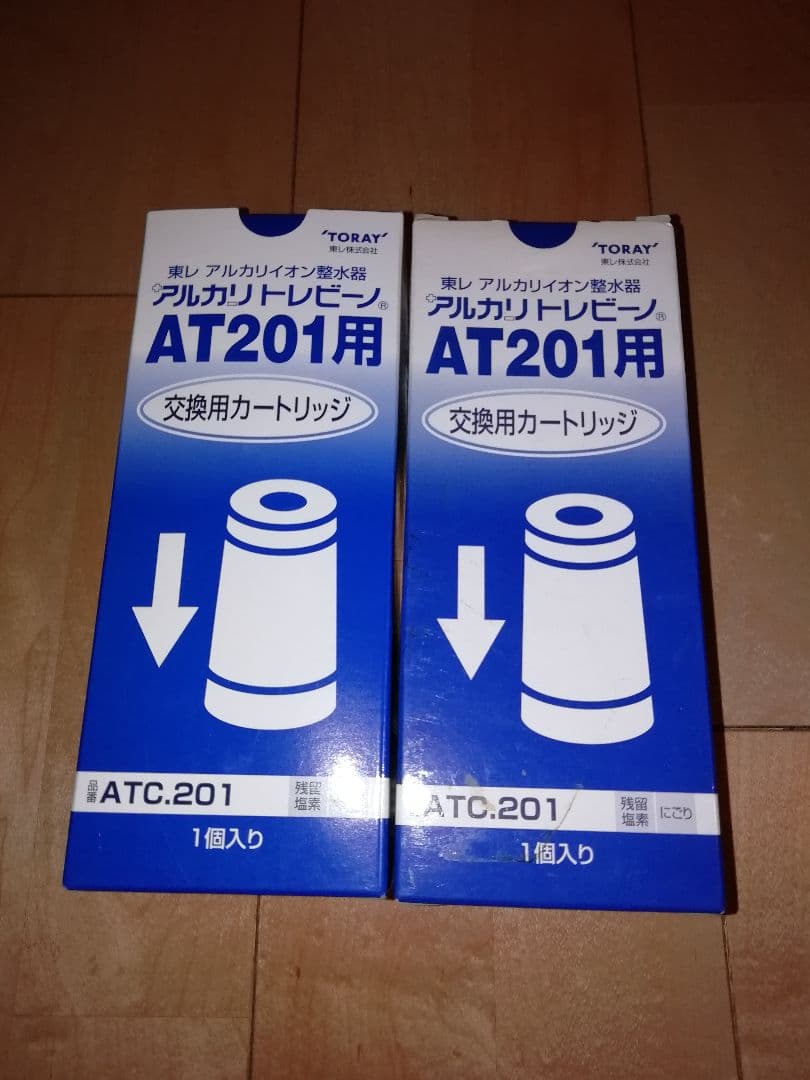 'TORAY'
東レ株式会社
東レ アルカリイオン整水器
アルカリ トレビーノ®
AT201用
交換用カートリッジ
品番 ATC.201
残留塩素
1個入り
'TORAY'
東レ株式会社
東レ アルカリイオン整水器
アルカリ トレビーノ®
AT201用
交換用カートリッジ
ATC.201
残留塩素 にごり
1個入り